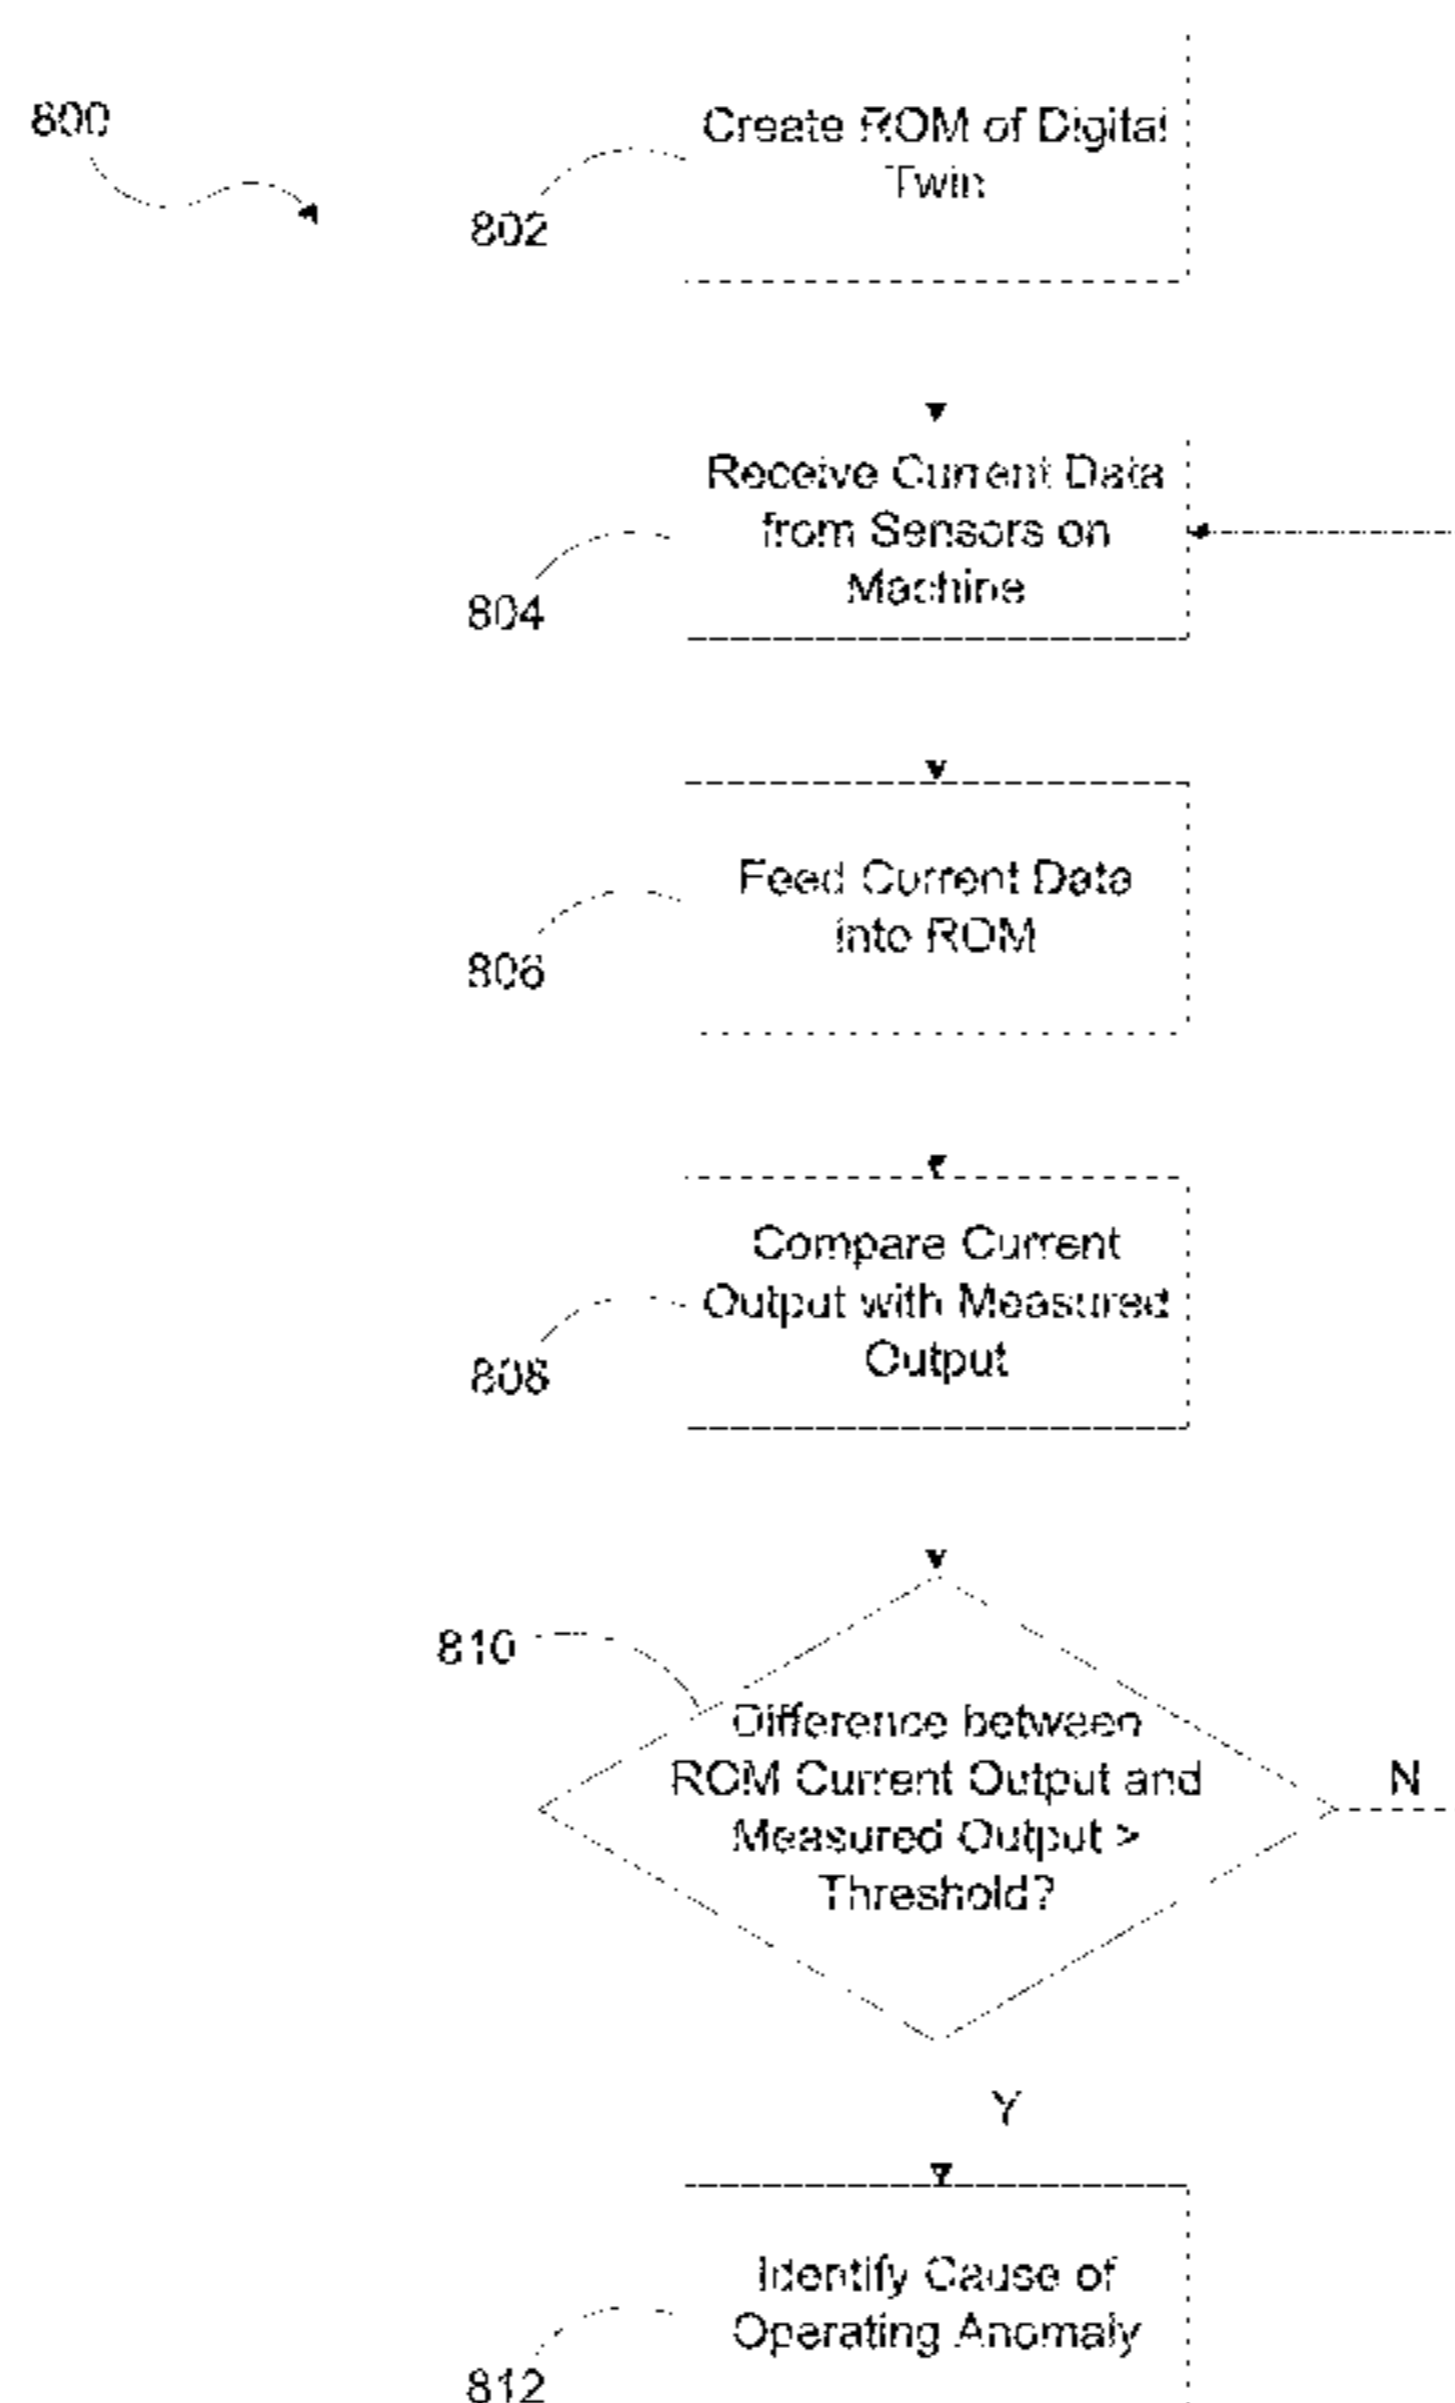 800
Create ROM of Digital
Twin
802
Receive Current Data
from Sensors on
Machine
804
Feed Current Data
into ROM
806
Compare Current
Output with Measured
Output
808
810
Difference between
ROM Current Output and
Measured Output >
Threshold?
N
Y
Identify Cause of
Operating Anomaly
812